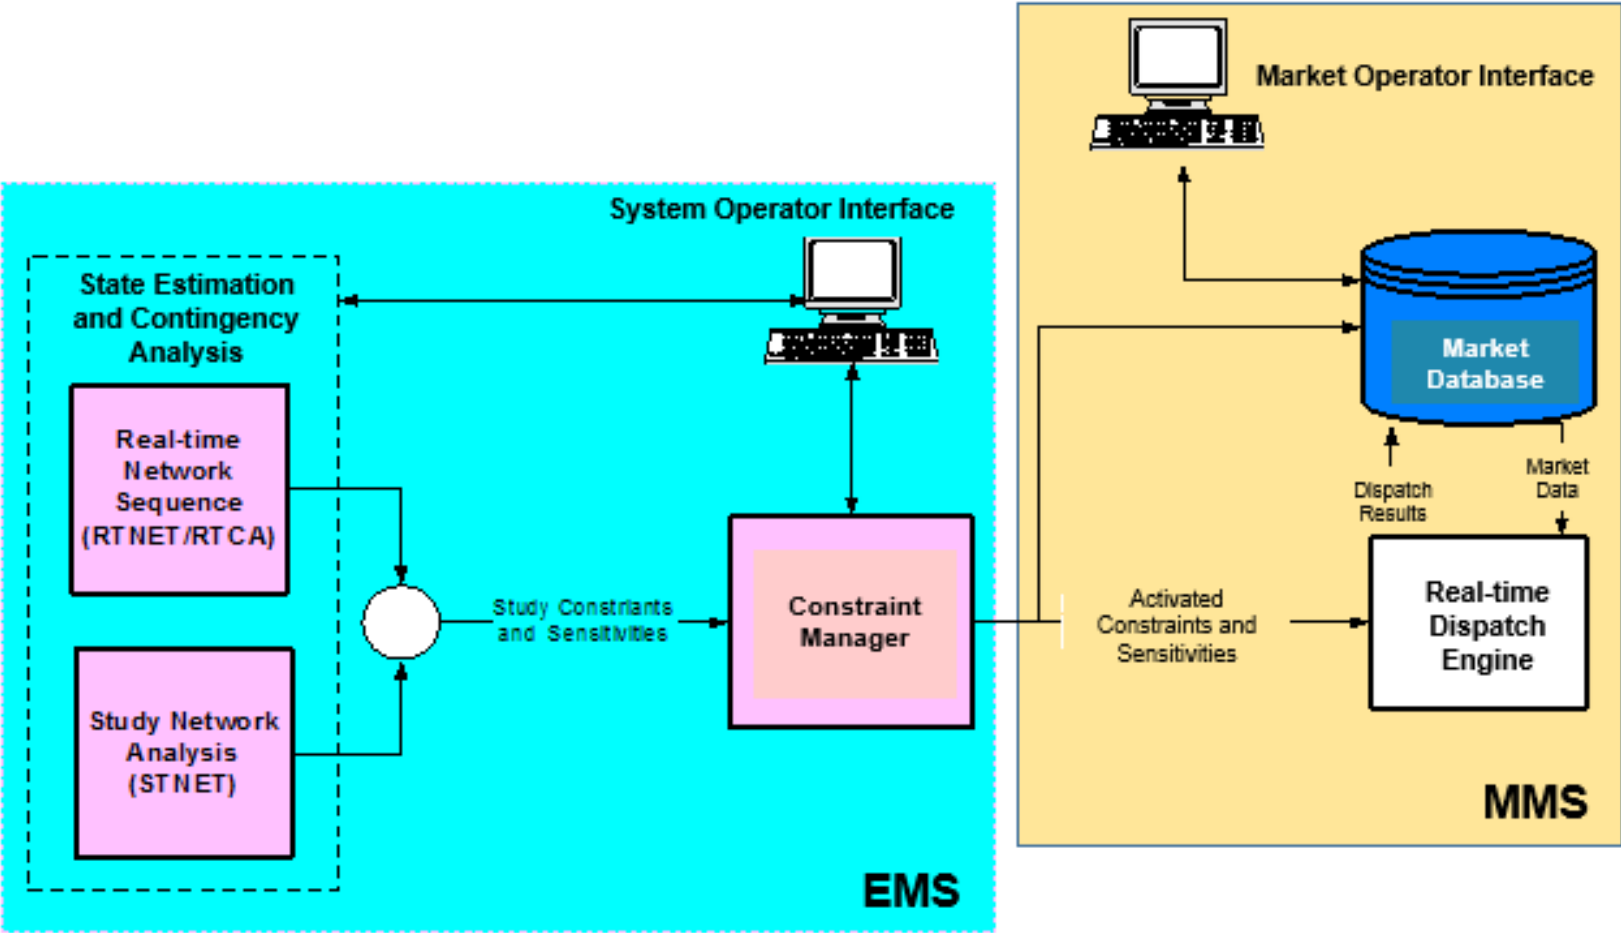 Market Operator Interface
System Operator Interface
State Estimation
and Contingency
Analysis
Real-time
Network
Sequence
(RTNET/RTCA)
Study Network
Analysis
(STNET)
Study Constriants
and Sensitivities
Constraint
Manager
EMS
Market
Database
Dispatch
Results
Market
Data
Activated
Constraints and
Sensitivities
Real-time
Dispatch
Engine
MMS